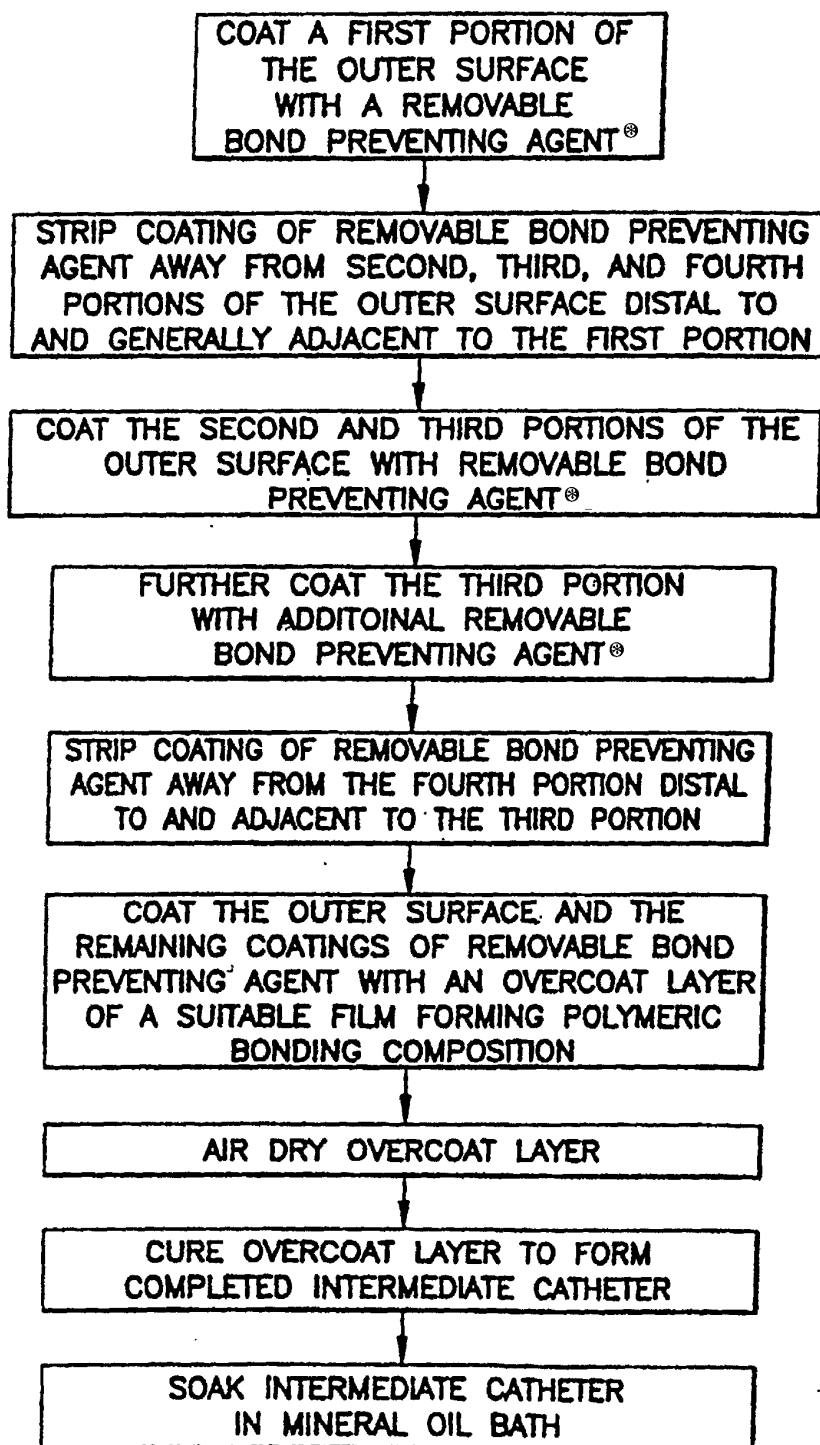 COAT A FIRST PORTION OF
THE OUTER SURFACE
WITH A REMOVABLE
BOND PREVENTING AGENT⊛
STRIP COATING OF REMOVABLE BOND PREVENTING
AGENT AWAY FROM SECOND, THIRD, AND FOURTH
PORTIONS OF THE OUTER SURFACE DISTAL TO
AND GENERALLY ADJACENT TO THE FIRST PORTION
COAT THE SECOND AND THIRD PORTIONS OF THE
OUTER SURFACE WITH REMOVABLE BOND
PREVENTING AGENT⊛
FURTHER COAT THE THIRD PORTION
WITH ADDITOINAL REMOVABLE
BOND PREVENTING AGENT⊛
STRIP COATING OF REMOVABLE BOND PREVENTING
AGENT AWAY FROM THE FOURTH PORTION DISTAL
TO AND ADJACENT TO THE THIRD PORTION
COAT THE OUTER SURFACE AND THE
REMAINING COATINGS OF REMOVABLE BOND
PREVENTING AGENT WITH AN OVERCOAT LAYER
OF A SUITABLE FILM FORMING POLYMERIC
BONDING COMPOSITION
AIR DRY OVERCOAT LAYER
CURE OVERCOAT LAYER TO FORM
COMPLETED INTERMEDIATE CATHETER
SOAK INTERMEDIATE CATHETER
IN MINERAL OIL BATH